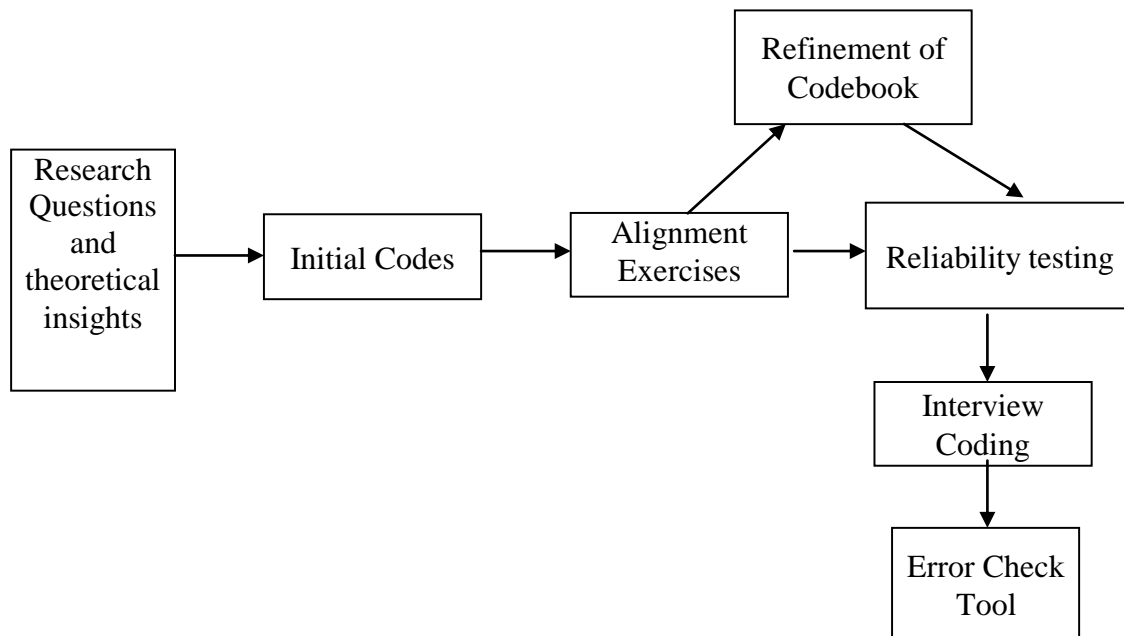 Refinement of
Codebook
Research
Questions
and
theoretical
insights
Initial Codes
Alignment
Exercises
Reliability testing
Interview
Coding
Error Check
Tool